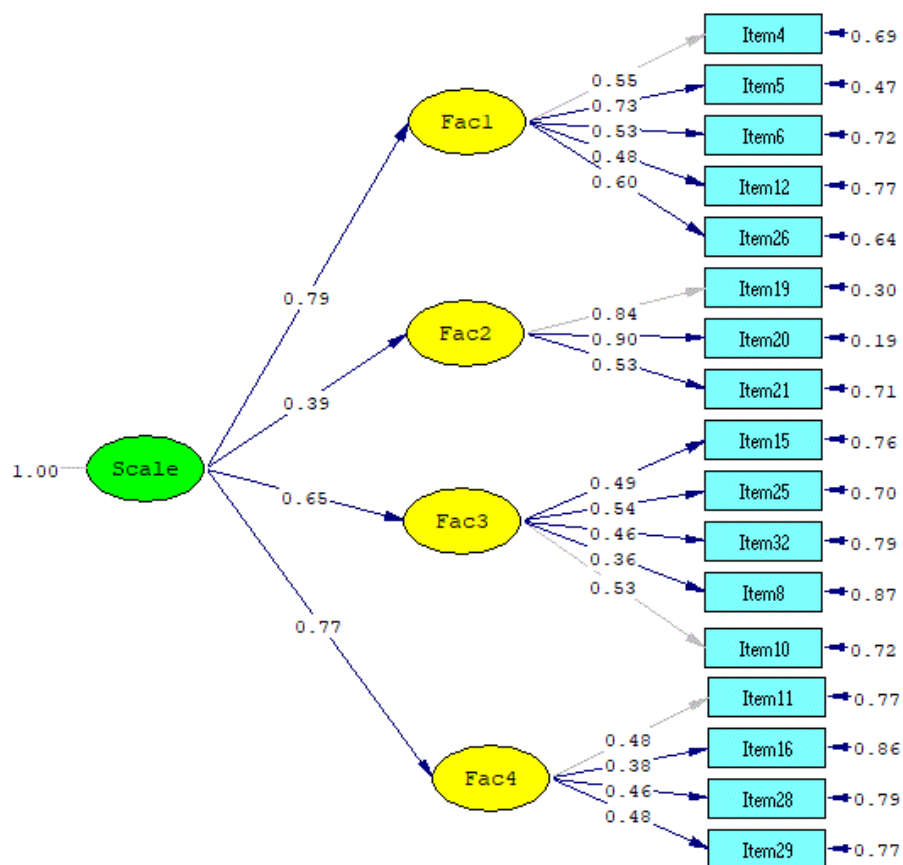 Item4
0.69
0.55
Item5
0.47
0.73
Fac1
Item6
0.72
0.53
0.48
Item12
0.77
0.60
Item26
0.64
0.79
Item19
0.30
0.84
Fac2
Item20
0.19
0.90
0.53
Item21
0.71
0.39
Item15
0.76
1.00
Scale
0.49
Item25
0.70
0.65
0.54
Fac3
Item32
0.79
0.46
0.36
Item8
0.87
0.53
0.77
Item10
0.72
Item11
0.77
0.48
Item16
0.86
0.38
Fac4
0.46
Item28
0.79
0.48
Item29
0.77